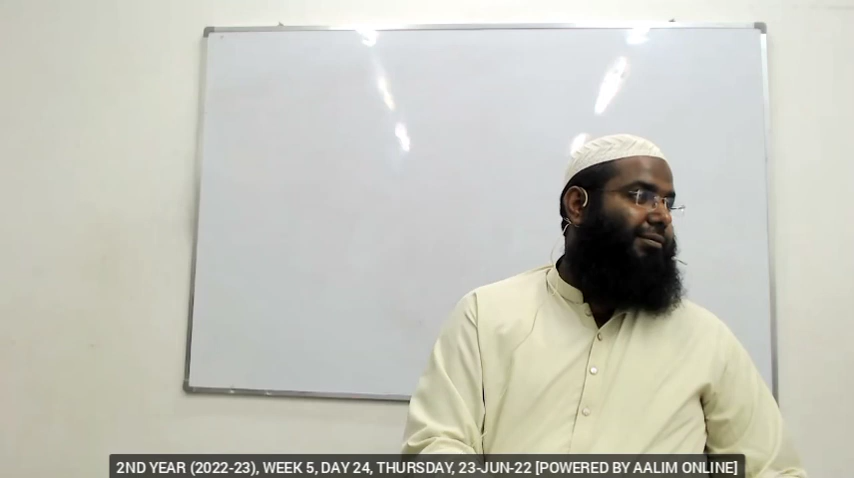 2ND YEAR (2022-23), WEEK 5, DAY 24, THURSDAY, 23-JUN-22 [POWERED BY AALIM ONLINE]